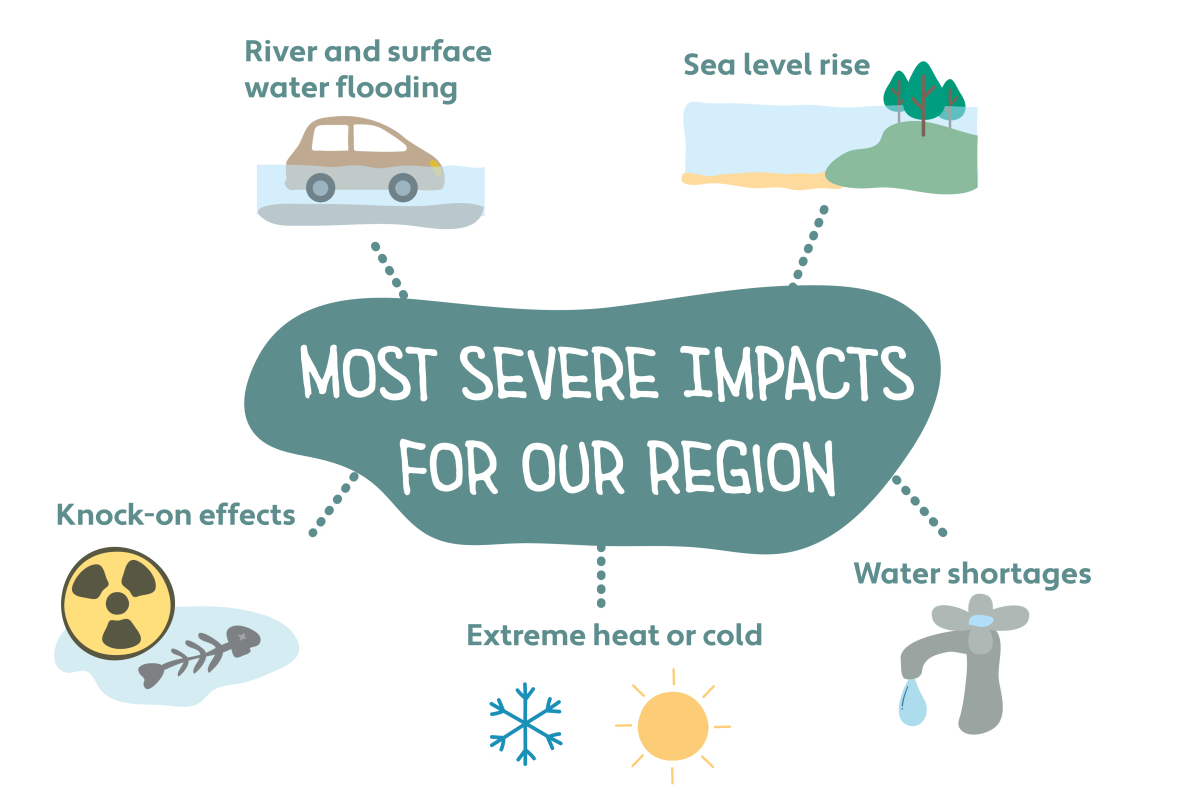 River and surface
water flooding
Sea level rise
MOST SEVERE IMPACTS
FOR OUR REGION
Knock-on effects
Extreme heat or cold
Water shortages